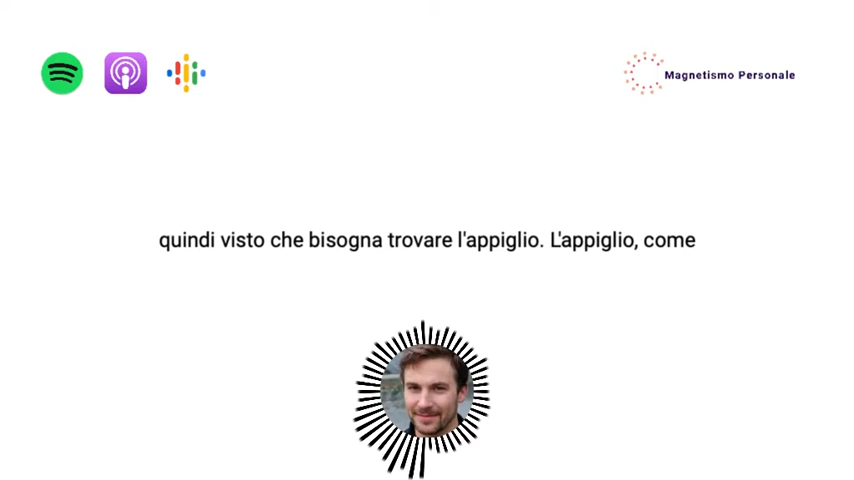 Magnetismo Personale
quindi visto che bisogna trovare l'appiglio. L'appiglio, come